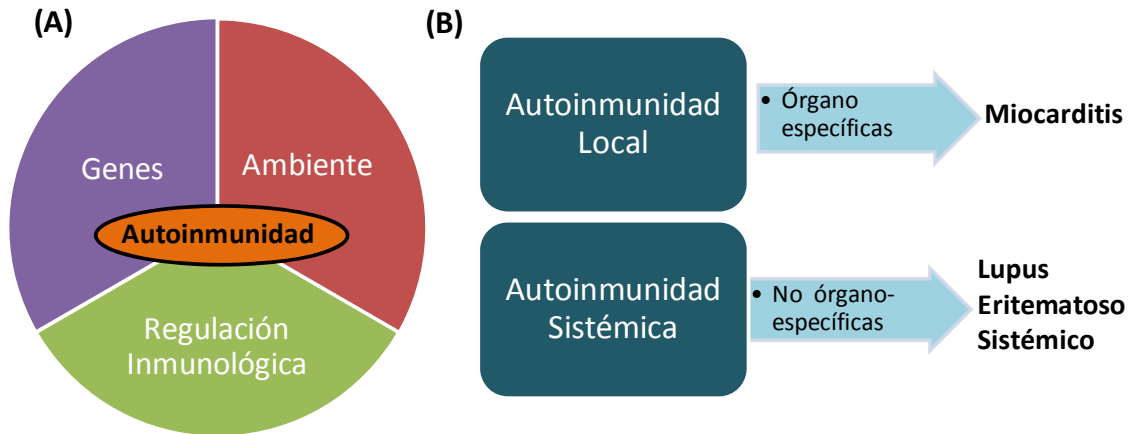 (A)
Genes
Ambiente
Autoinmunidad
Regulación
Inmunológica
(B)
Autoinmunidad
Local
• Órgano
específicas
Miocarditis
Autoinmunidad
Sistémica
• No órgano-
específicas
Lupus
Eritematoso
Sistémico